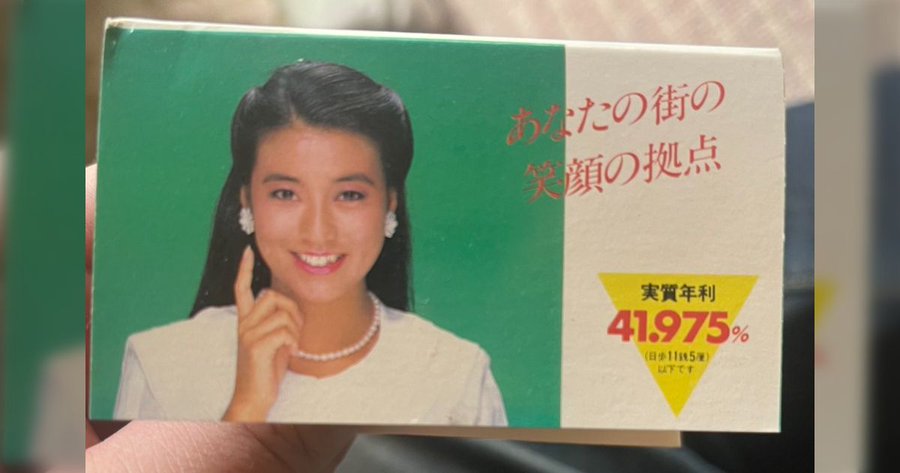 あなたの街の
笑顔の拠点
実質年利
41.975%
(日歩11銭5厘)
以下です